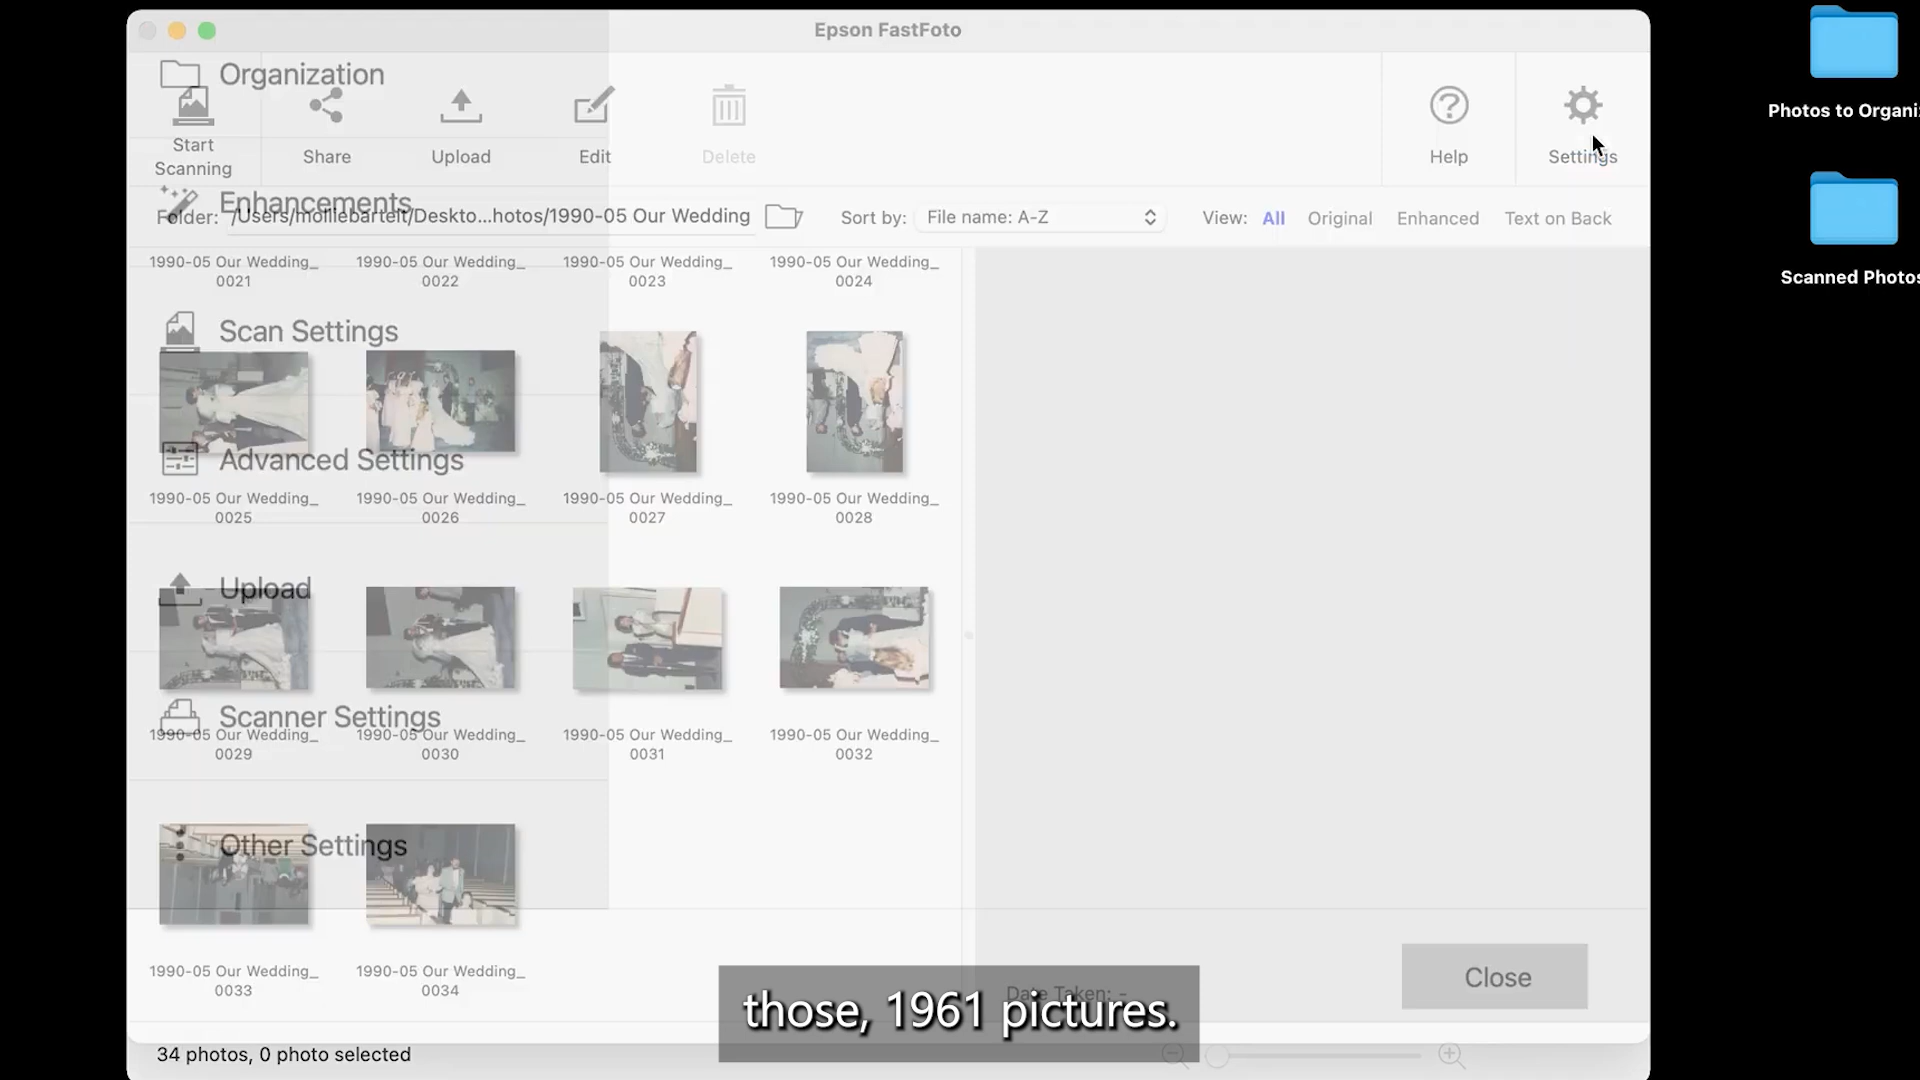 Epson FastFoto
Organization
Start
Scanning
Share
Upload
Edit
Delete
Help
Settings
Enhancements
Folder: /Users/molliebartelt/Deskto...hotos/1990-05 Our Wedding
Sort by: File name: A-Z
View: All Original Enhanced Text on Back
1990-05 Our Wedding_
0021
1990-05 Our Wedding_
0022
1990-05 Our Wedding_
0023
1990-05 Our Wedding_
0024
Scan Settings
Advanced Settings
1990-05 Our Wedding_
0025
1990-05 Our Wedding_
0026
1990-05 Our Wedding_
0027
1990-05 Our Wedding_
0028
Upload
Scanner Settings
1990-05 Our Wedding_
0029
1990-05 Our Wedding_
0030
1990-05 Our Wedding_
0031
1990-05 Our Wedding_
0032
Other Settings
1990-05 Our Wedding_
0033
1990-05 Our Wedding_
0034
Date Taken: -
Close
those, 1961 pictures.
34 photos, 0 photo selected
Photos to Organi
Scanned Photos